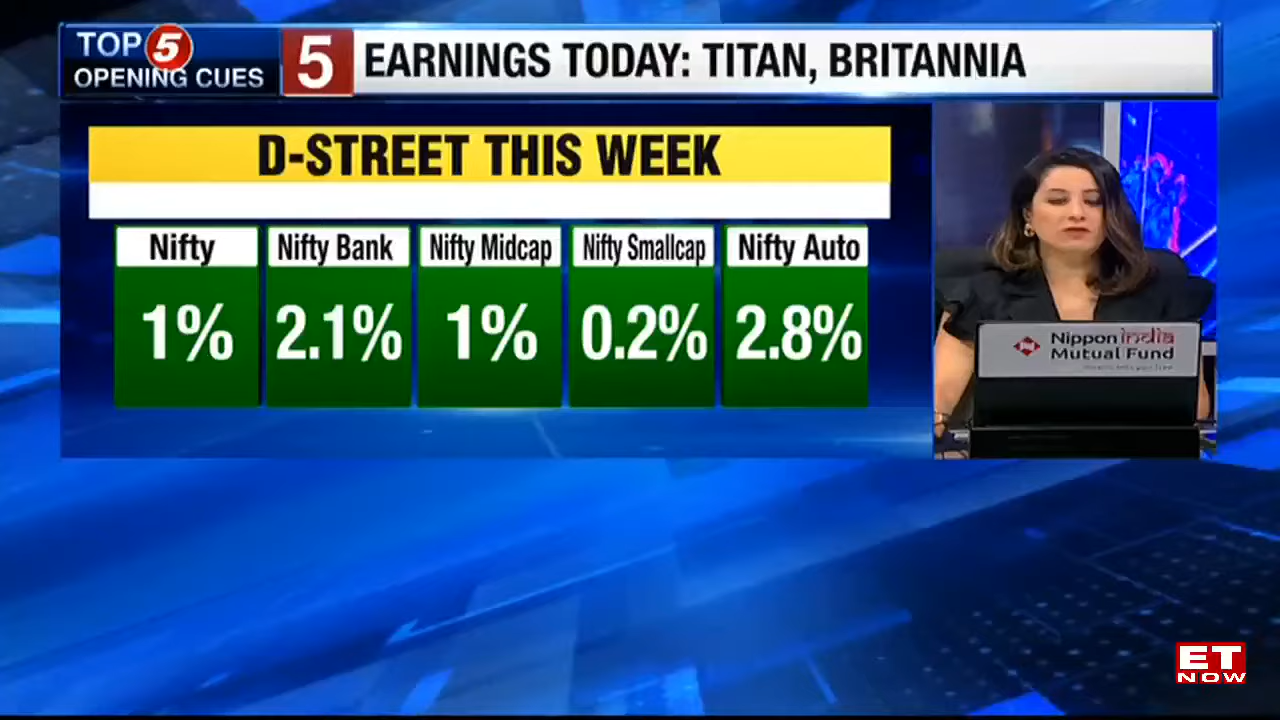 TOP 5
OPENING CUES
5
EARNINGS TODAY: TITAN, BRITANNIA
D-STREET THIS WEEK
Nifty
Nifty Bank
Nifty Midcap
Nifty Smallcap
Nifty Auto
1%
2.1%
1%
0.2%
2.8%
Nippon india
Mutual Fund
ET
NOW